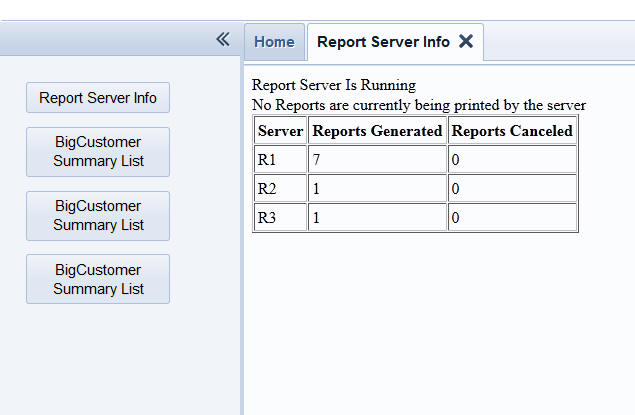 Home
Report Server Info
Report Server Info
BigCustomer
Summary List
BigCustomer
Summary List
BigCustomer
Summary List
Report Server Is Running
No Reports are currently being printed by the server
Server Reports Generated Reports Canceled
R1 7 0
R2 1 0
R3 1 0